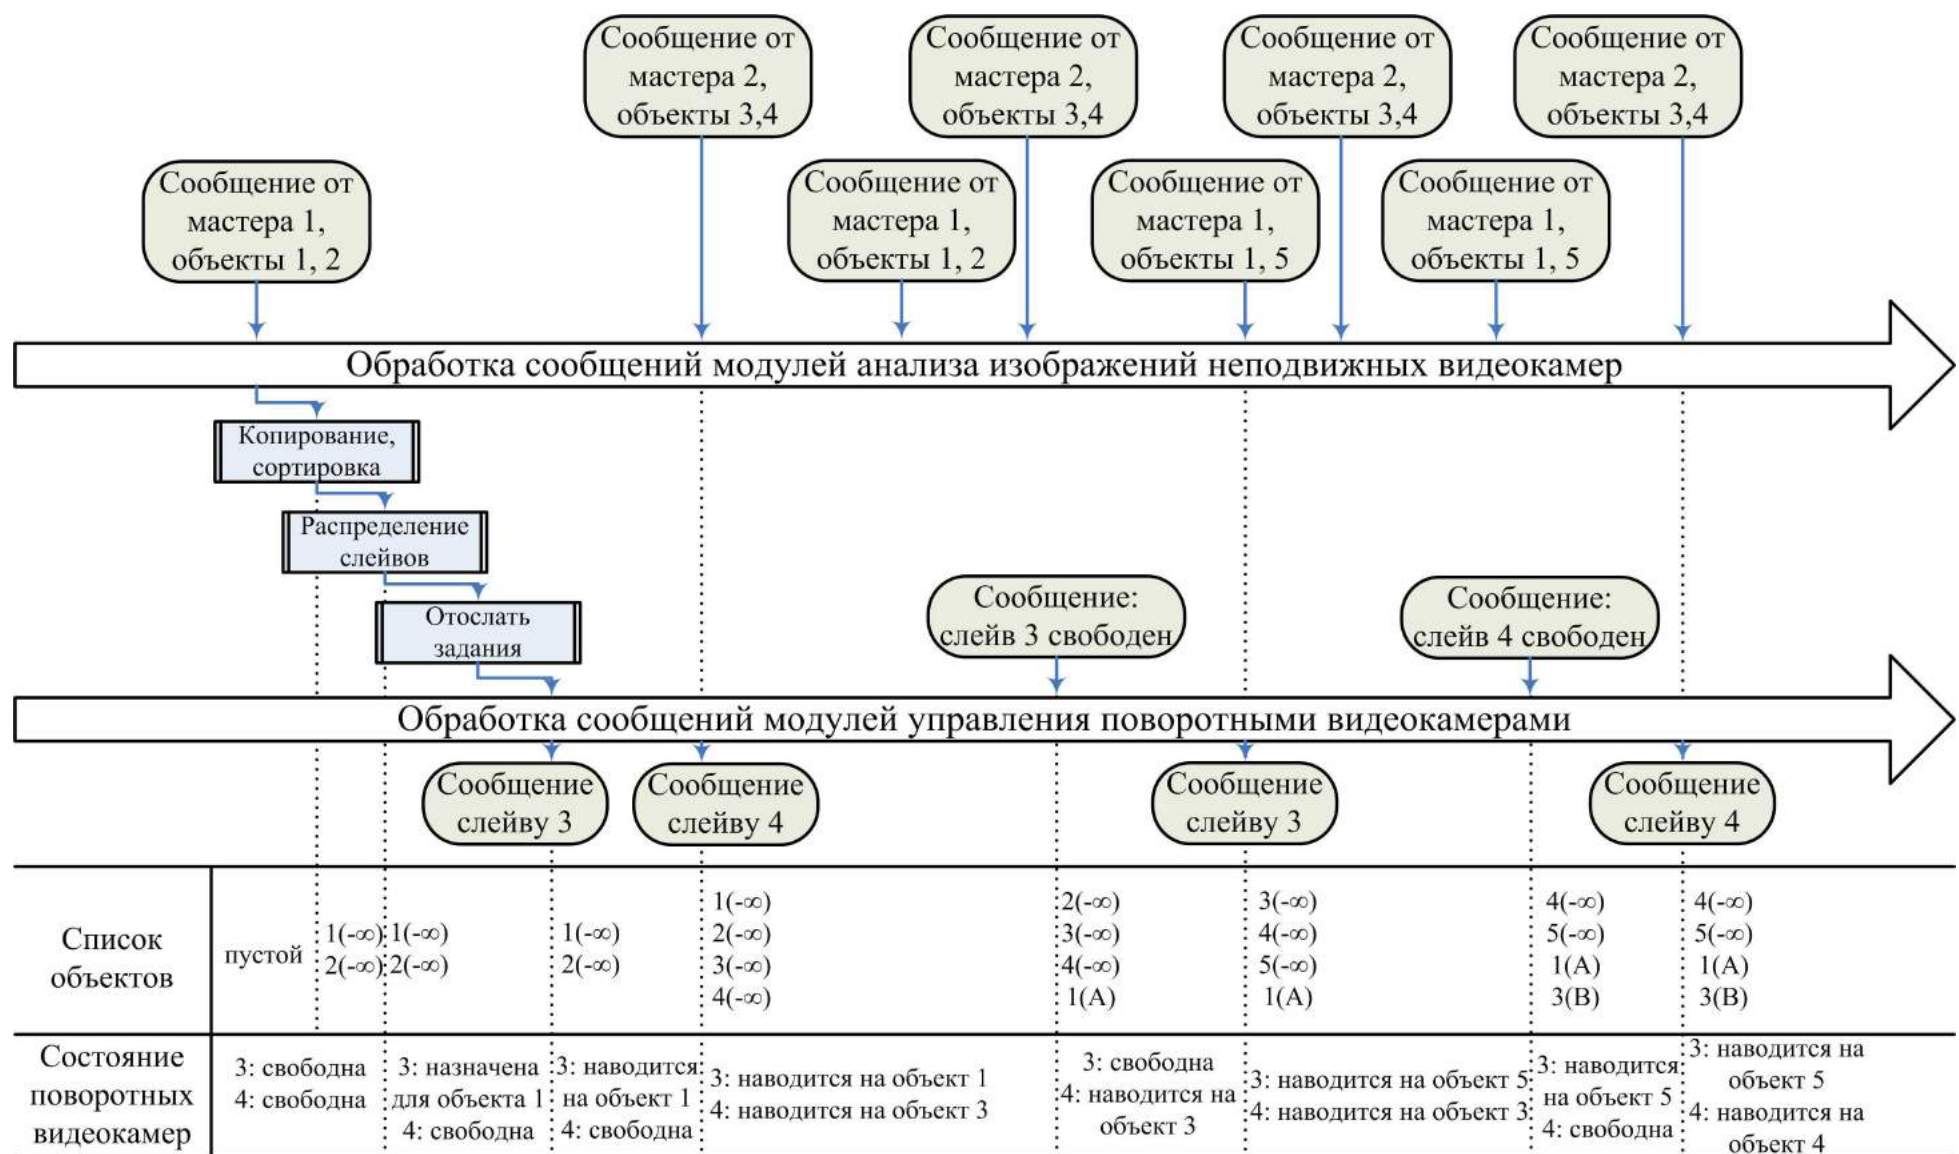 Сообщение от
мастера 2,
объекты 3,4
Сообщение от
мастера 2,
объекты 3,4
Сообщение от
мастера 2,
объекты 3,4
Сообщение от
мастера 2,
объекты 3,4
Сообщение от
мастера 1,
объекты 1, 2
Сообщение от
мастера 1,
объекты 1, 2
Сообщение от
мастера 1,
объекты 1, 5
Сообщение от
мастера 1,
объекты 1, 5
Обработка сообщений модулей анализа изображений неподвижных видеокамер
Копирование,
сортировка
Распределение
слейвов
Отослать
задания
Сообщение:
слейв 3 свободен
Сообщение:
слейв 4 свободен
Обработка сообщений модулей управления поворотными видеокамерами
Сообщение
слейву 3
Сообщение
слейву 4
Сообщение
слейву 3
Сообщение
слейву 4
Список
объектов
пустой
1(-∞)
2(-∞)
1(-∞)
2(-∞)
1(-∞)
2(-∞)
1(-∞)
2(-∞)
3(-∞)
4(-∞)
2(-∞)
3(-∞)
4(-∞)
1(A)
3(-∞)
4(-∞)
5(-∞)
1(A)
4(-∞)
5(-∞)
1(A)
3(B)
4(-∞)
5(-∞)
1(A)
3(B)
Состояние
поворотных
видеокамер
3: свободна
4: свободна
3: назначена
для объекта 1
4: свободна
3: наводится
на объект 1
4: свободна
3: наводится на объект 1
4: наводится на объект 3
3: свободна
4: наводится на
объект 3
3: наводится на объект 5
4: наводится на объект 3
3: наводится
на объект 5
4: свободна
3: наводится на
объект 5
4: наводится на
объект 4